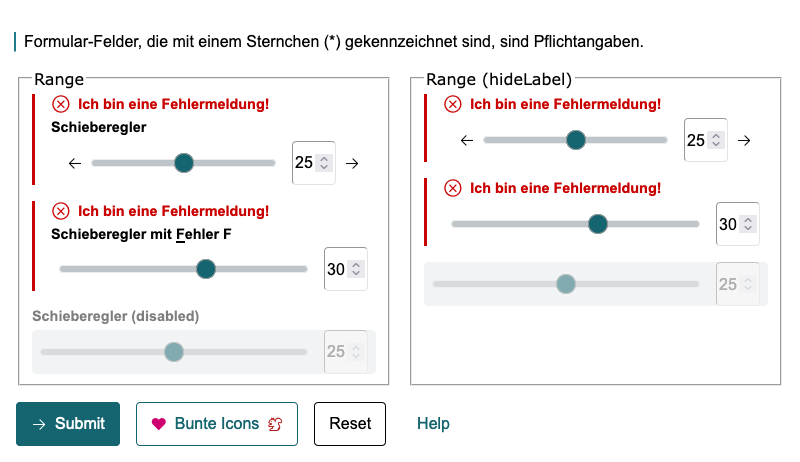 Formular-Felder, die mit einem Sternchen (*) gekennzeichnet sind, sind Pflichtangaben.
Range
Ich bin eine Fehlermeldung!
Schieberegler
25
Ich bin eine Fehlermeldung!
Schieberegler mit Fehler F
30
Schieberegler (disabled)
25
Range (hideLabel)
Ich bin eine Fehlermeldung!
25
Ich bin eine Fehlermeldung!
30
25
Submit
Bunte Icons
Reset
Help